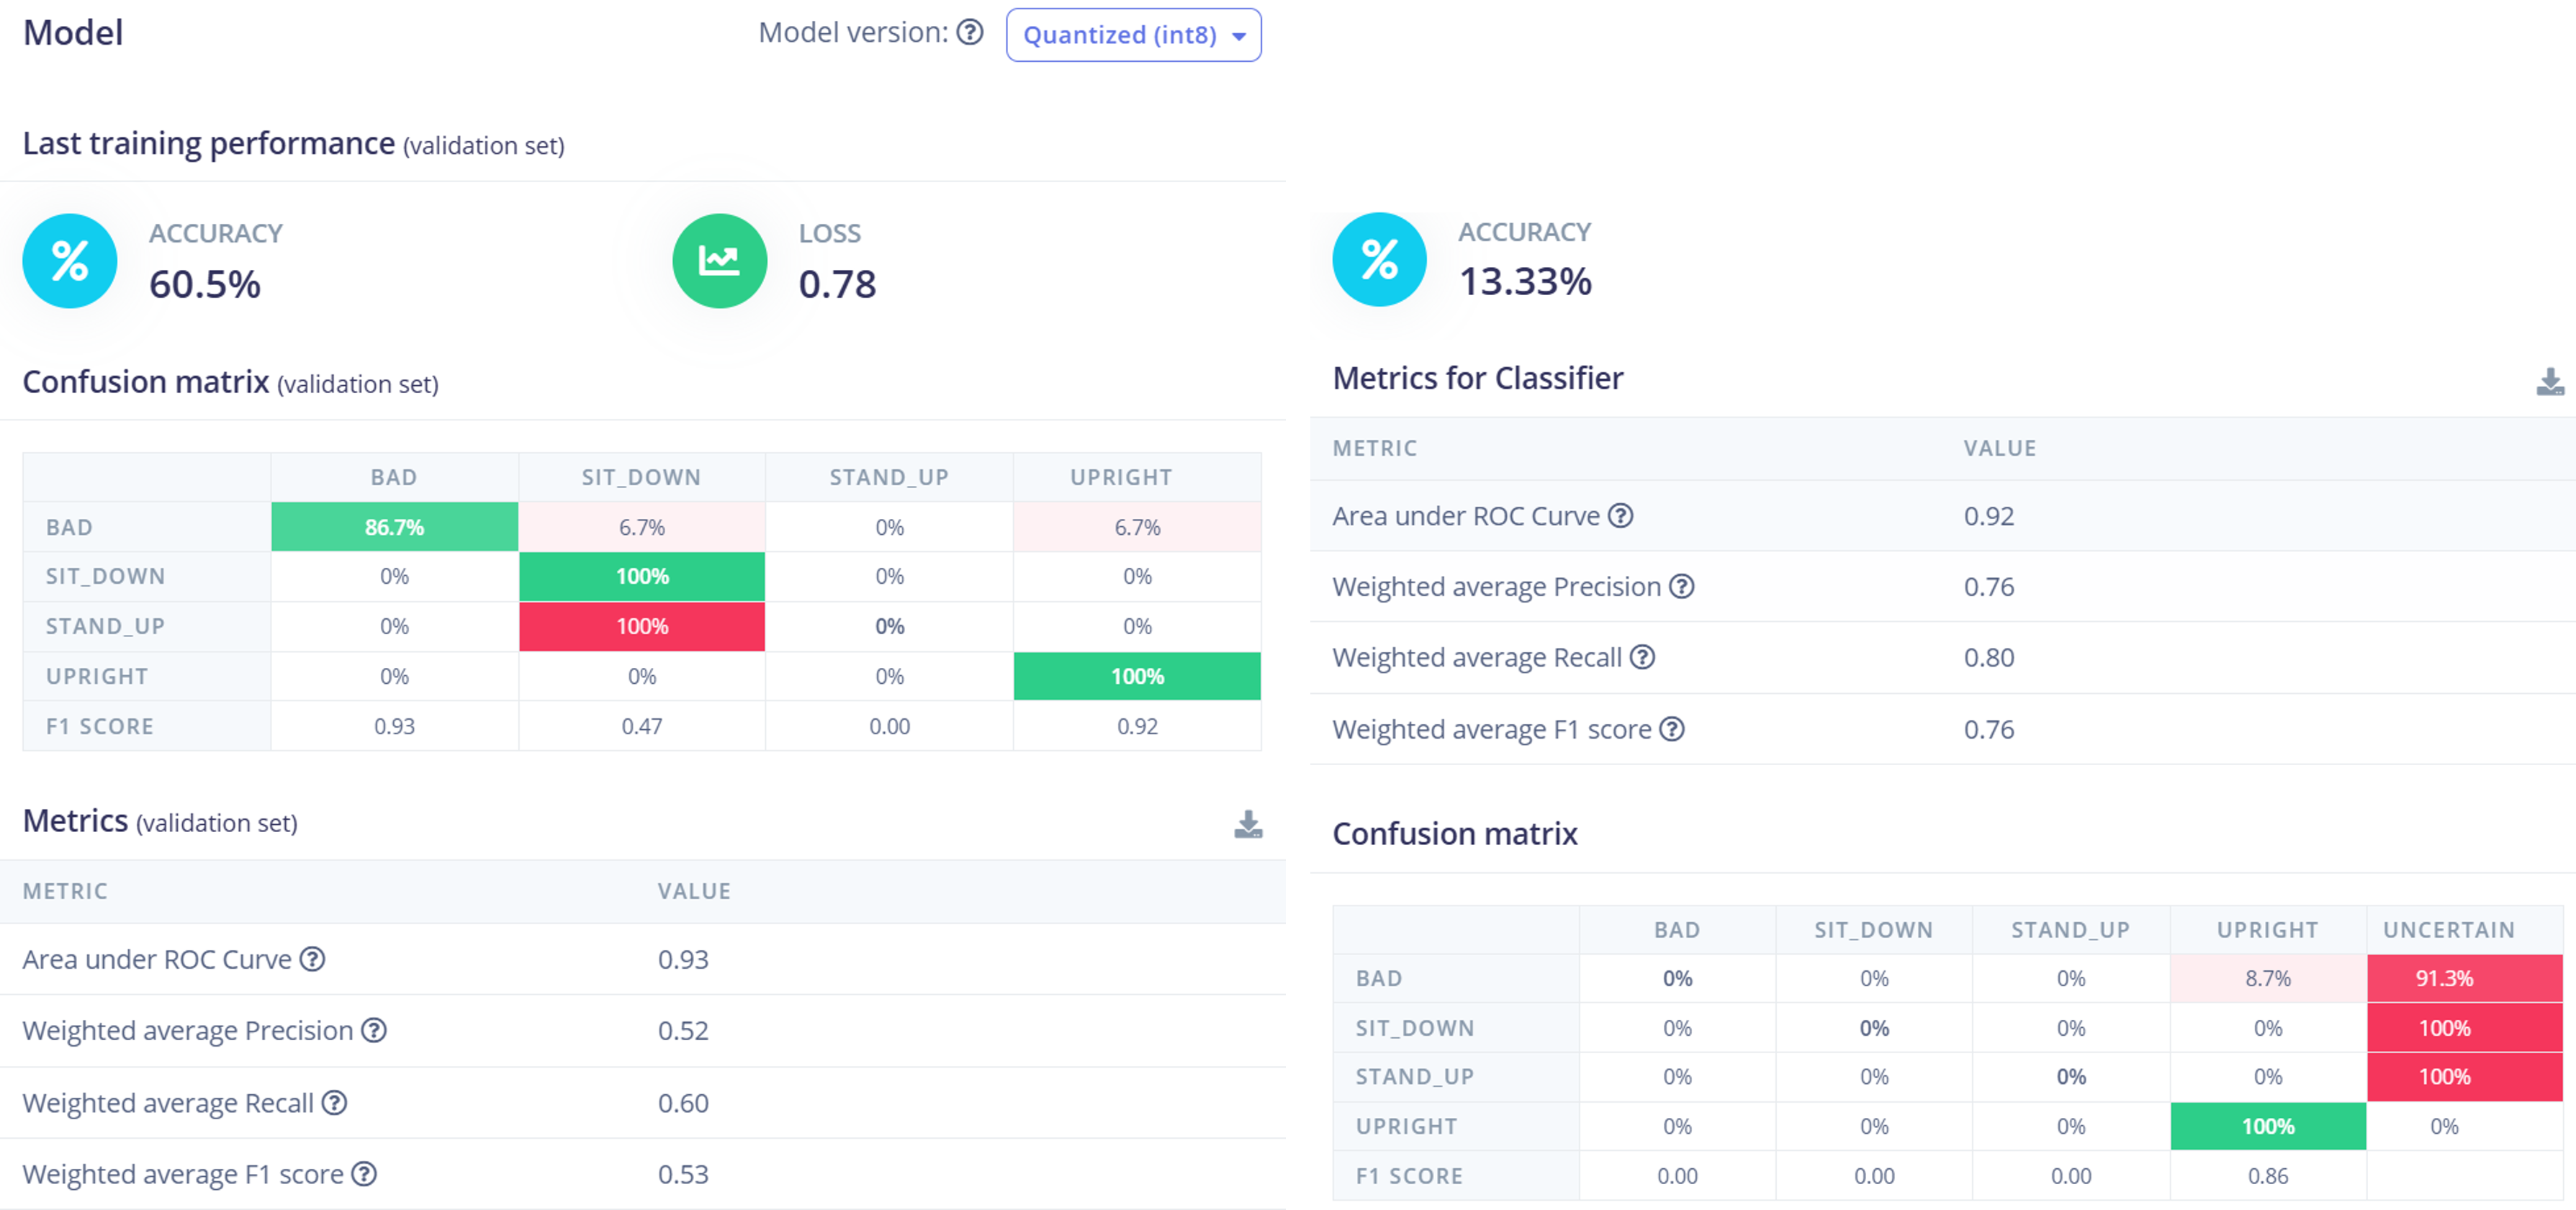 Model
Model version: Quantized (int8)
Last training performance (validation set)
ACCURACY
60.5%
LOSS
0.78
Confusion matrix (validation set)
BAD SIT_DOWN STAND_UP UPRIGHT
BAD 86.7% 6.7% 0% 6.7%
SIT_DOWN 0% 100% 0% 0%
STAND_UP 0% 100% 0% 0%
UPRIGHT 0% 0% 0% 100%
F1 SCORE 0.93 0.47 0.00 0.92
Metrics (validation set)
METRIC VALUE
Area under ROC Curve ? 0.93
Weighted average Precision ? 0.52
Weighted average Recall ? 0.60
Weighted average F1 score ? 0.53
ACCURACY
13.33%
Metrics for Classifier
METRIC VALUE
Area under ROC Curve ? 0.92
Weighted average Precision ? 0.76
Weighted average Recall ? 0.80
Weighted average F1 score ? 0.76
Confusion matrix
BAD SIT_DOWN STAND_UP UPRIGHT UNCERTAIN
BAD 0% 0% 0% 8.7% 91.3%
SIT_DOWN 0% 0% 0% 0% 100%
STAND_UP 0% 0% 0% 0% 100%
UPRIGHT 0% 0% 0% 100% 0%
F1 SCORE 0.00 0.00 0.00 0.86